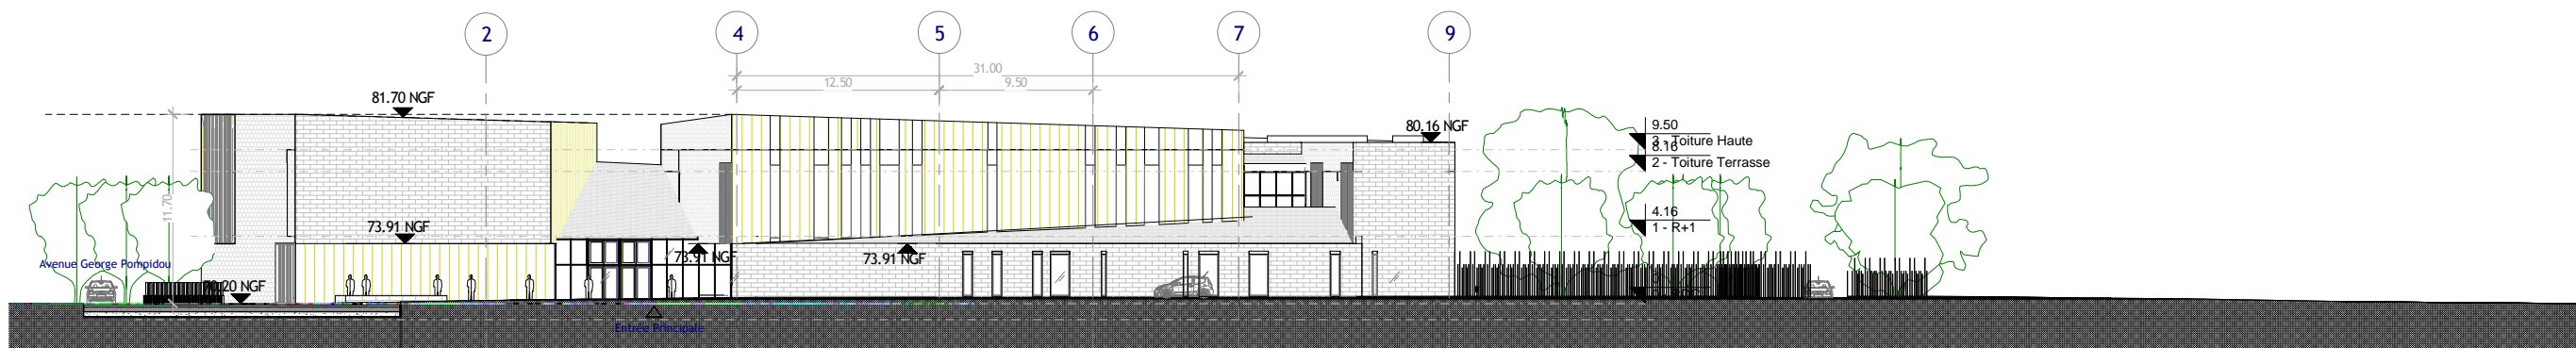 2
4
5
6
7
9
31.00
12.50
9.50
81.70 NGF
80.16 NGF
9.50
3 - Toiture Haute
8.16
2 - Toiture Terrasse
11.70
4.16
1 - R+1
73.91 NGF
73.91 NGF
73.91 NGF
Avenue George Pompidou
70.20 NGF
Entrée Principale